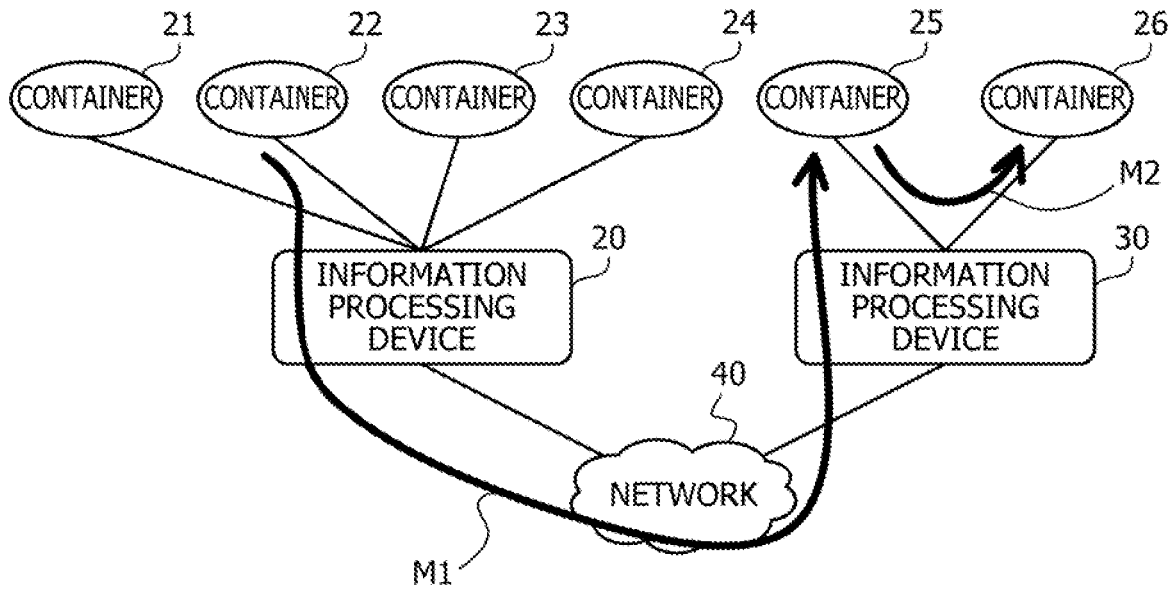 21 22 23 24 25 26
CONTAINER CONTAINER CONTAINER CONTAINER CONTAINER CONTAINER
M2
20 30
INFORMATION INFORMATION
PROCESSING PROCESSING
DEVICE DEVICE
40
NETWORK
M1